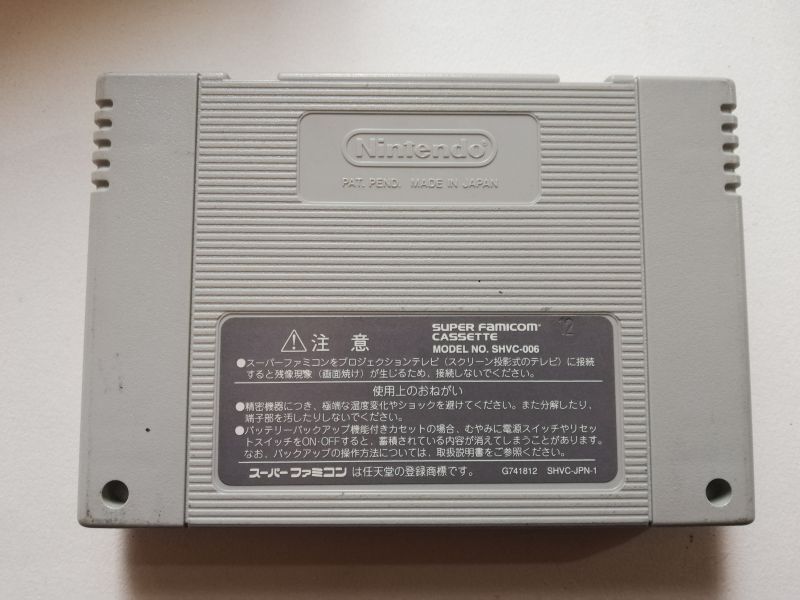 Nintendo
PAT. PEND. MADE IN JAPAN
⚠注意
SUPER FAMICOM
CASSETTE
12
MODEL NO. SHVC-006
●スーパーファミコンをプロジェクションテレビ（スクリーン投影式のテレビ）に接続
すると残像現象（画面焼け）が生じるため、接続しないでください。
使用上のおねがい
●精密機器につき、極端な温度変化やショックを避けてください。また分解したり、
端子部を汚したりしないでください。
●バッテリーバックアップ機能付きカセットの場合、むやみに電源スイッチやリセッ
トスイッチをON・OFFすると、蓄積されている内容が消えてしまうことがあります。
なお、バックアップの操作方法については、取扱説明書をご参照ください。
スーパーファミコンは任天堂の登録商標です。 G741812 SHVC-JPN-1